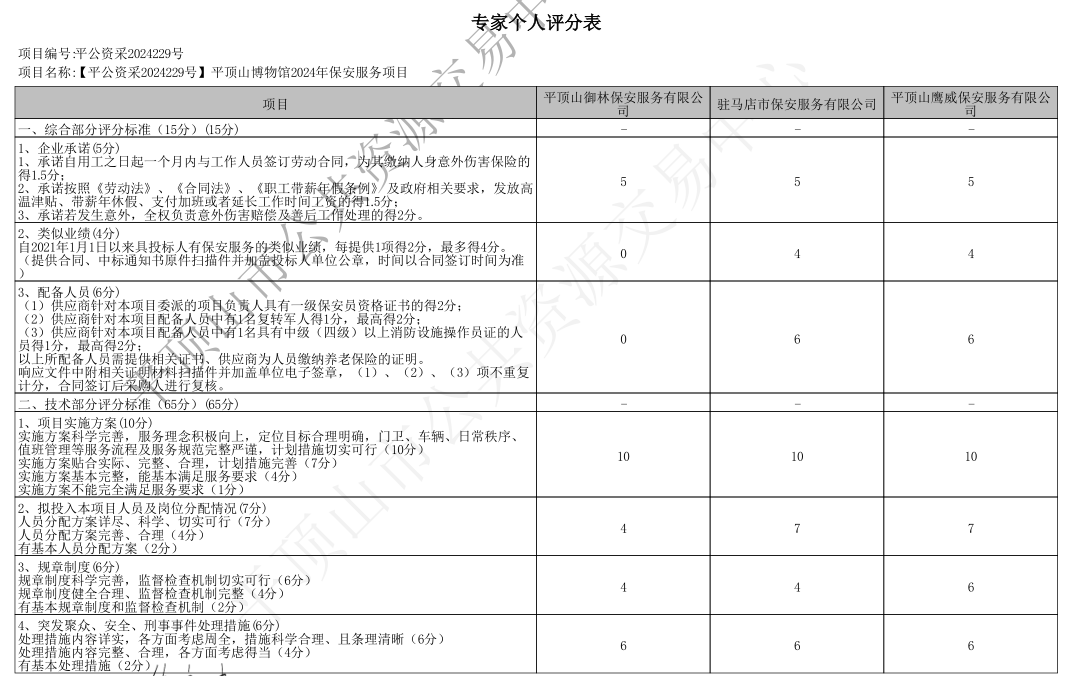 专家个人评分表
项目编号:平公资采2024229号
项目名称:【平公资采2024229号】平顶山博物馆2024年保安服务项目
项目
平顶山御林保安服务有限公
司
驻马店市保安服务有限公司
平顶山鹰威保安服务有限公
司
一、综合部分评分标准（15分）(15分)
-
-
-
1、企业承诺(5分)
1、承诺自用工之日起一个月内与工作人员签订劳动合同，为其缴纳人身意外伤害保险的
得1.5分;
2、承诺按照《劳动法》、《合同法》、《职工带薪年假条例》 及政府相关要求，发放高
温津贴、带薪年休假、支付加班或者延长工作时间工资的得1.5分;
3、承诺若发生意外，全权负责意外伤害赔偿及善后工作处理的得2分。
5
5
5
2、类似业绩(4分)
自2021年1月1日以来具投标人有保安服务的类似业绩，每提供1项得2分，最多得4分。
（提供合同、中标通知书原件扫描件并加盖投标人单位公章，时间以合同签订时间为准
）
0
4
4
3、配备人员(6分)
（1）供应商针对本项目委派的项目负责人具有一级保安员资格证书的得2分;
（2）供应商针对本项目配备人员中有1名复转军人得1分，最高得2分;
（3）供应商针对本项目配备人员中有1名具有中级（四级）以上消防设施操作员证的人
员得1分，最高得2分;
以上所配备人员需提供相关证书、供应商为人员缴纳养老保险的证明。
响应文件中附相关证明材料扫描件并加盖单位电子签章，（1）、（2）、（3）项不重复
计分，合同签订后采购人进行复核。
0
6
6
二、技术部分评分标准（65分）(65分)
-
-
-
1、项目实施方案(10分)
实施方案科学完善，服务理念积极向上，定位目标合理明确，门卫、车辆、日常秩序、
值班管理等服务流程及服务规范完整严谨，计划措施切实可行（10分）
实施方案贴合实际、完整、合理，计划措施完善（7分）
实施方案基本完整，能基本满足服务要求（4分）
实施方案不能完全满足服务要求（1分）
10
10
10
2、拟投入本项目人员及岗位分配情况(7分)
人员分配方案详尽、科学、切实可行（7分）
人员分配方案完善、合理（4分）
有基本人员分配方案（2分）
4
7
7
3、规章制度(6分)
规章制度科学完善，监督检查机制切实可行（6分）
规章制度健全合理、监督检查机制完整（4分）
有基本规章制度和监督检查机制（2分）
4
4
6
4、突发聚众、安全、刑事事件处理措施(6分)
处理措施内容详实，各方面考虑周全，措施科学合理、且条理清晰（6分）
处理措施内容完整、合理，各方面考虑得当（4分）
有基本处理措施（2分）
6
6
6
平顶山市公共资源交易中心
平顶山市公共资源交易中心